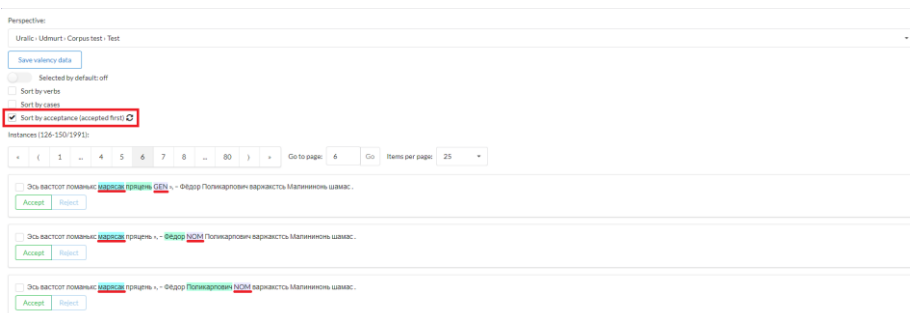 Perspective:
Uralic › Udmurt › Corpus test › Test
Save valency data
Selected by default: off
Sort by verbs
Sort by cases
Sort by acceptance (accepted first)
Instances (126-150/1991):
« ⟨ 1 ... 4 5 6 7 8 ... 80 ⟩ » Go to page: 6 Go Items per page: 25
Эсь вастсот ломанькс марясак пряцень GEN », – Фёдор Поликарпович варжакстсь Малининонь шамас .
Accept Reject
Эсь вастсот ломанькс марясак пряцень », – Фёдор NOM Поликарпович варжакстсь Малининонь шамас .
Accept Reject
Эсь вастсот ломанькс марясак пряцень », – Фёдор Поликарпович NOM варжакстсь Малининонь шамас .
Accept Reject